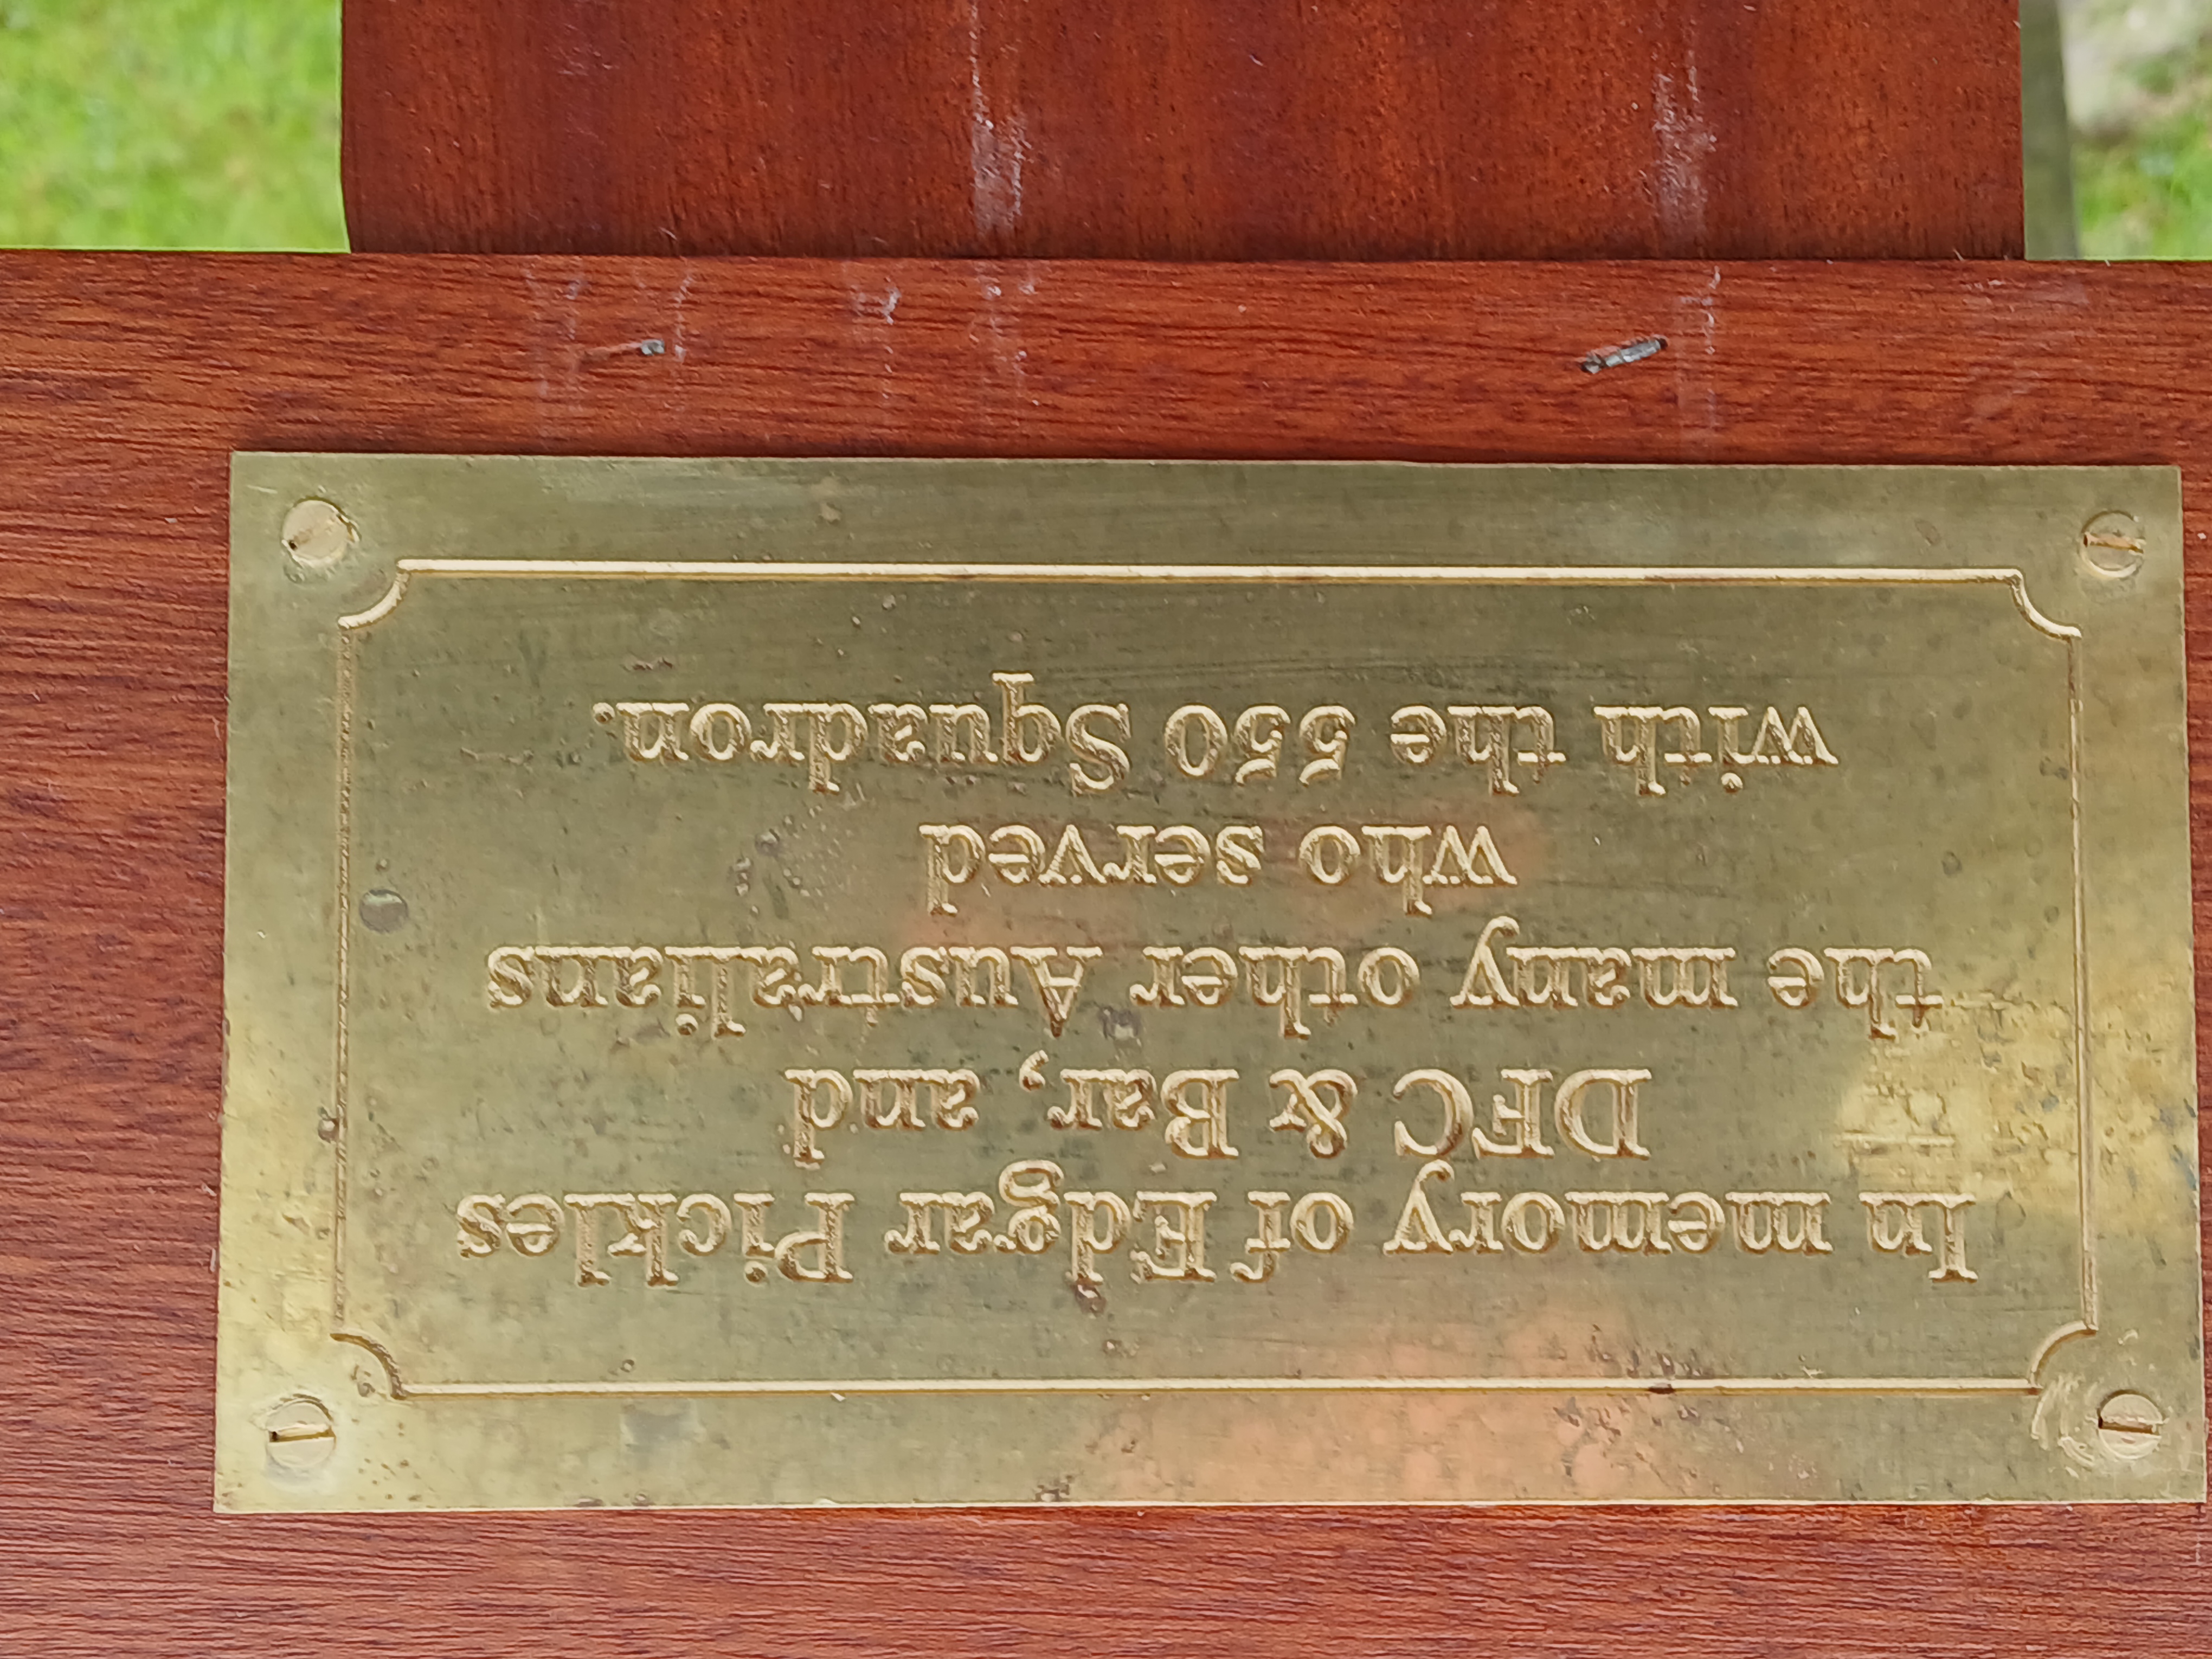 In memory of Edgar Pickles
DFC & Bar, and
the many other Australians
who served
with the 550 Squadron.